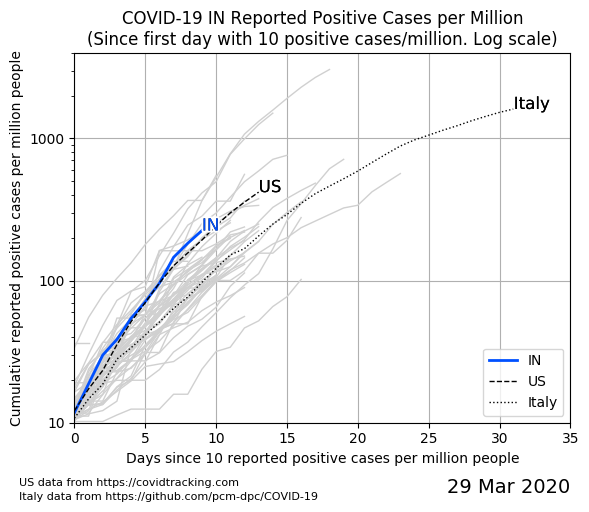 COVID-19 IN Reported Positive Cases per Million
(Since first day with 10 positive cases/million. Log scale)
Cumulative reported positive cases per million people
1000
100
10
Italy
US
IN
IN
US
Italy
0 5 10 15 20 25 30 35
Days since 10 reported positive cases per million people
US data from https://covidtracking.com
Italy data from https://github.com/pcm-dpc/COVID-19
29 Mar 2020